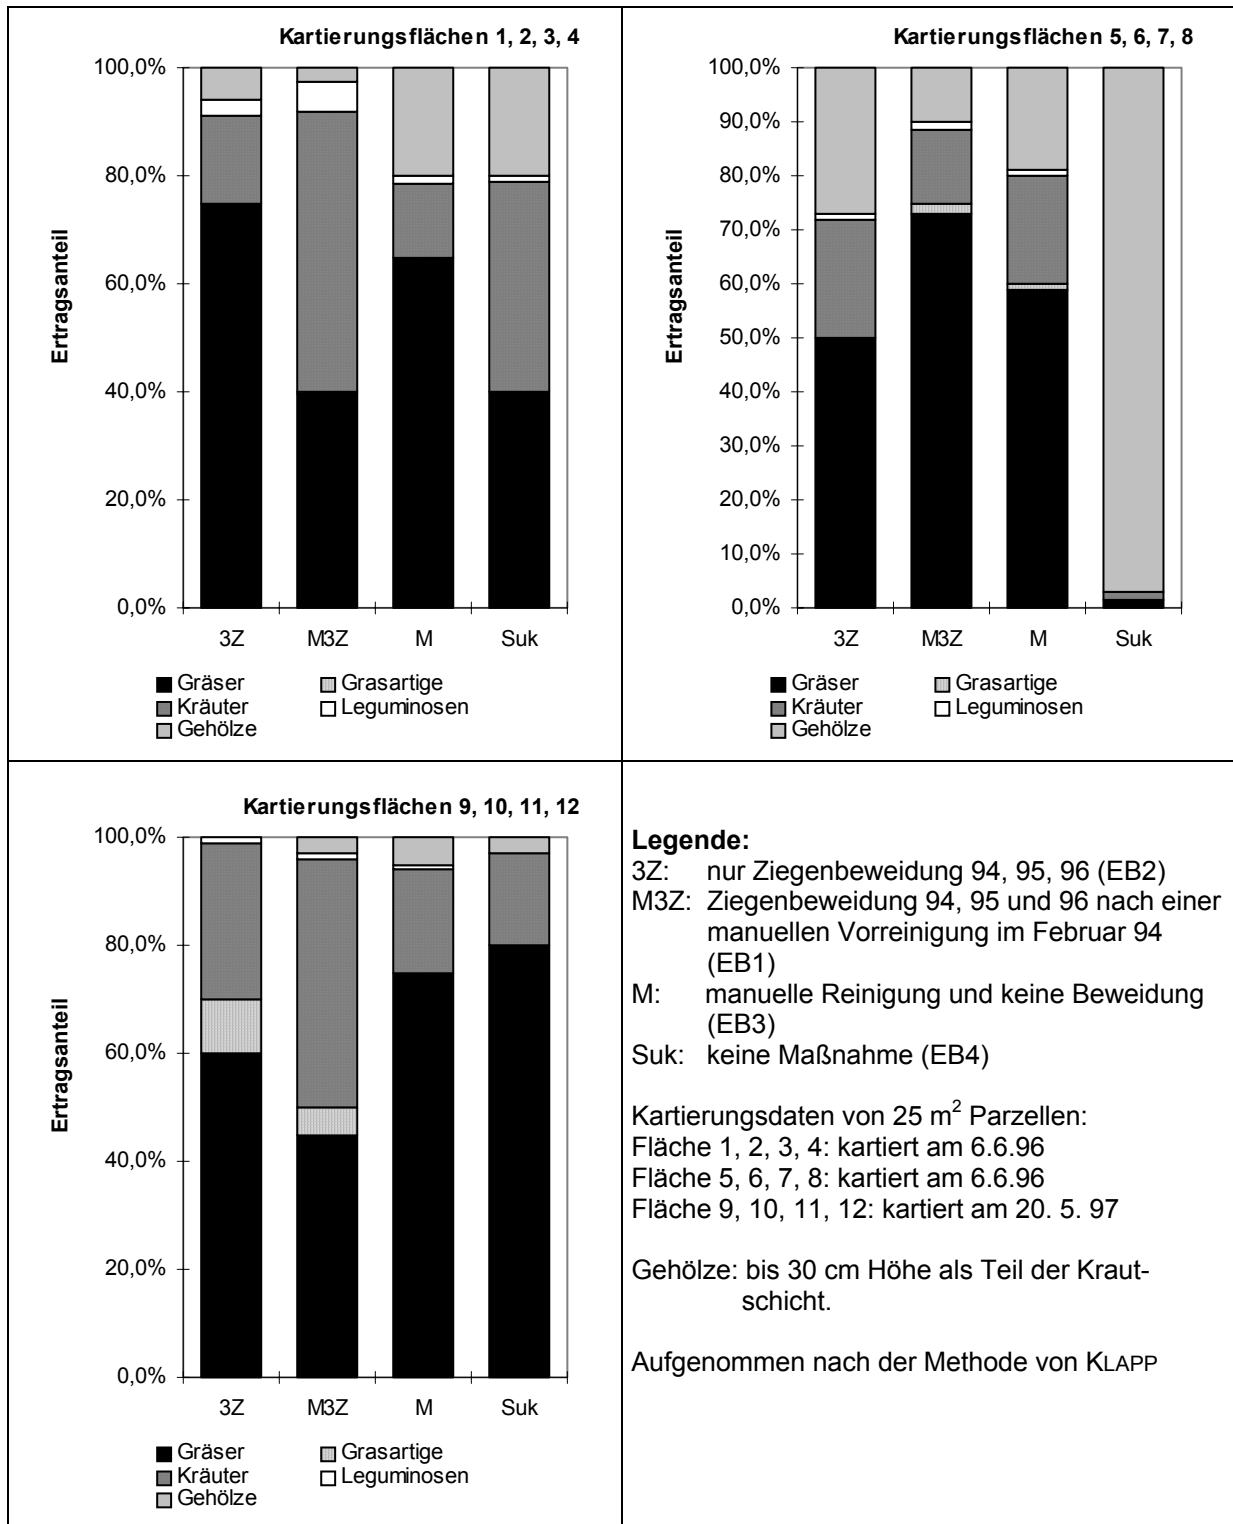 Kartierungsflächen 1, 2, 3, 4
100,0%
80,0%
60,0%
40,0%
20,0%
0,0%
Ertragsanteil
3Z M3Z M Suk
Gräser Grasartige
Kräuter Leguminosen
Gehölze
Kartierungsflächen 5, 6, 7, 8
100,0%
90,0%
80,0%
70,0%
60,0%
50,0%
40,0%
30,0%
20,0%
10,0%
0,0%
Ertragsanteil
3Z M3Z M Suk
Gräser Grasartige
Kräuter Leguminosen
Gehölze
Kartierungsflächen 9, 10, 11, 12
100,0%
80,0%
60,0%
40,0%
20,0%
0,0%
Ertragsanteil
3Z M3Z M Suk
Gräser Grasartige
Kräuter Leguminosen
Gehölze
Legende:
3Z: nur Ziegenbeweidung 94, 95, 96 (EB2)
M3Z: Ziegenbeweidung 94, 95 und 96 nach einer
manuellen Vorreinigung im Februar 94
(EB1)
M: manuelle Reinigung und keine Beweidung
(EB3)
Suk: keine Maßnahme (EB4)
Kartierungsdaten von 25 m² Parzellen:
Fläche 1, 2, 3, 4: kartiert am 6.6.96
Fläche 5, 6, 7, 8: kartiert am 6.6.96
Fläche 9, 10, 11, 12: kartiert am 20. 5. 97
Gehölze: bis 30 cm Höhe als Teil der Kraut-
schicht.
Aufgenommen nach der Methode von KLAPP